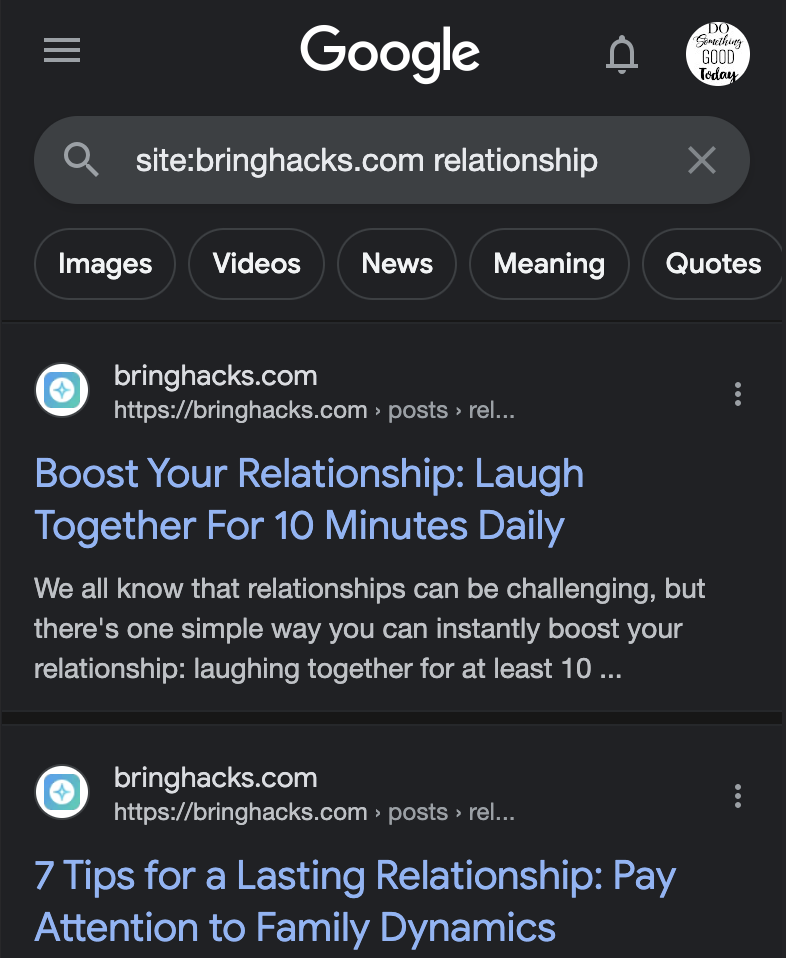 Google
DO
Something
GOOD
Today
site:bringhacks.com relationship
Images Videos News Meaning Quotes
bringhacks.com
https://bringhacks.com › posts › rel...
Boost Your Relationship: Laugh
Together For 10 Minutes Daily
We all know that relationships can be challenging, but
there's one simple way you can instantly boost your
relationship: laughing together for at least 10 ...
bringhacks.com
https://bringhacks.com › posts › rel...
7 Tips for a Lasting Relationship: Pay
Attention to Family Dynamics